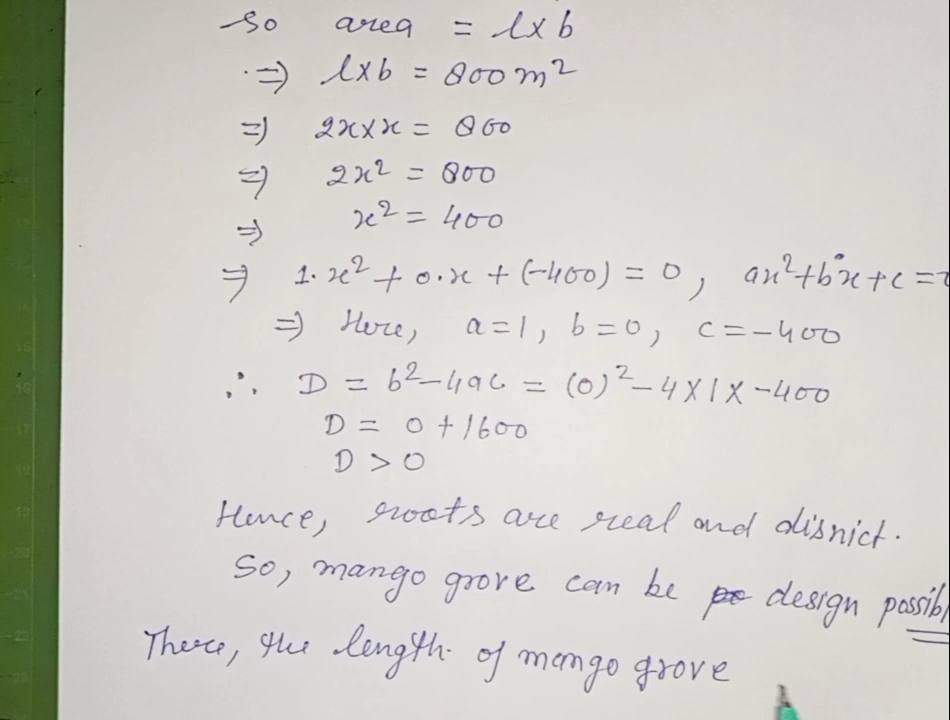 so area = l×b
⇒ l×b = 800m²
⇒ 2x×x = 800
⇒ 2x² = 800
⇒ x² = 400
⇒ 1.x² + 0.x + (-400) = 0, ax²+bx+c=
⇒ Here, a=1, b=0, c=-400
∴ D = b²-4ac = (0)²-4×1×-400
D = 0+1600
D>0
Hence, roots are real and disnict.
So, mango grove can be design possib
There, the length of mango grove